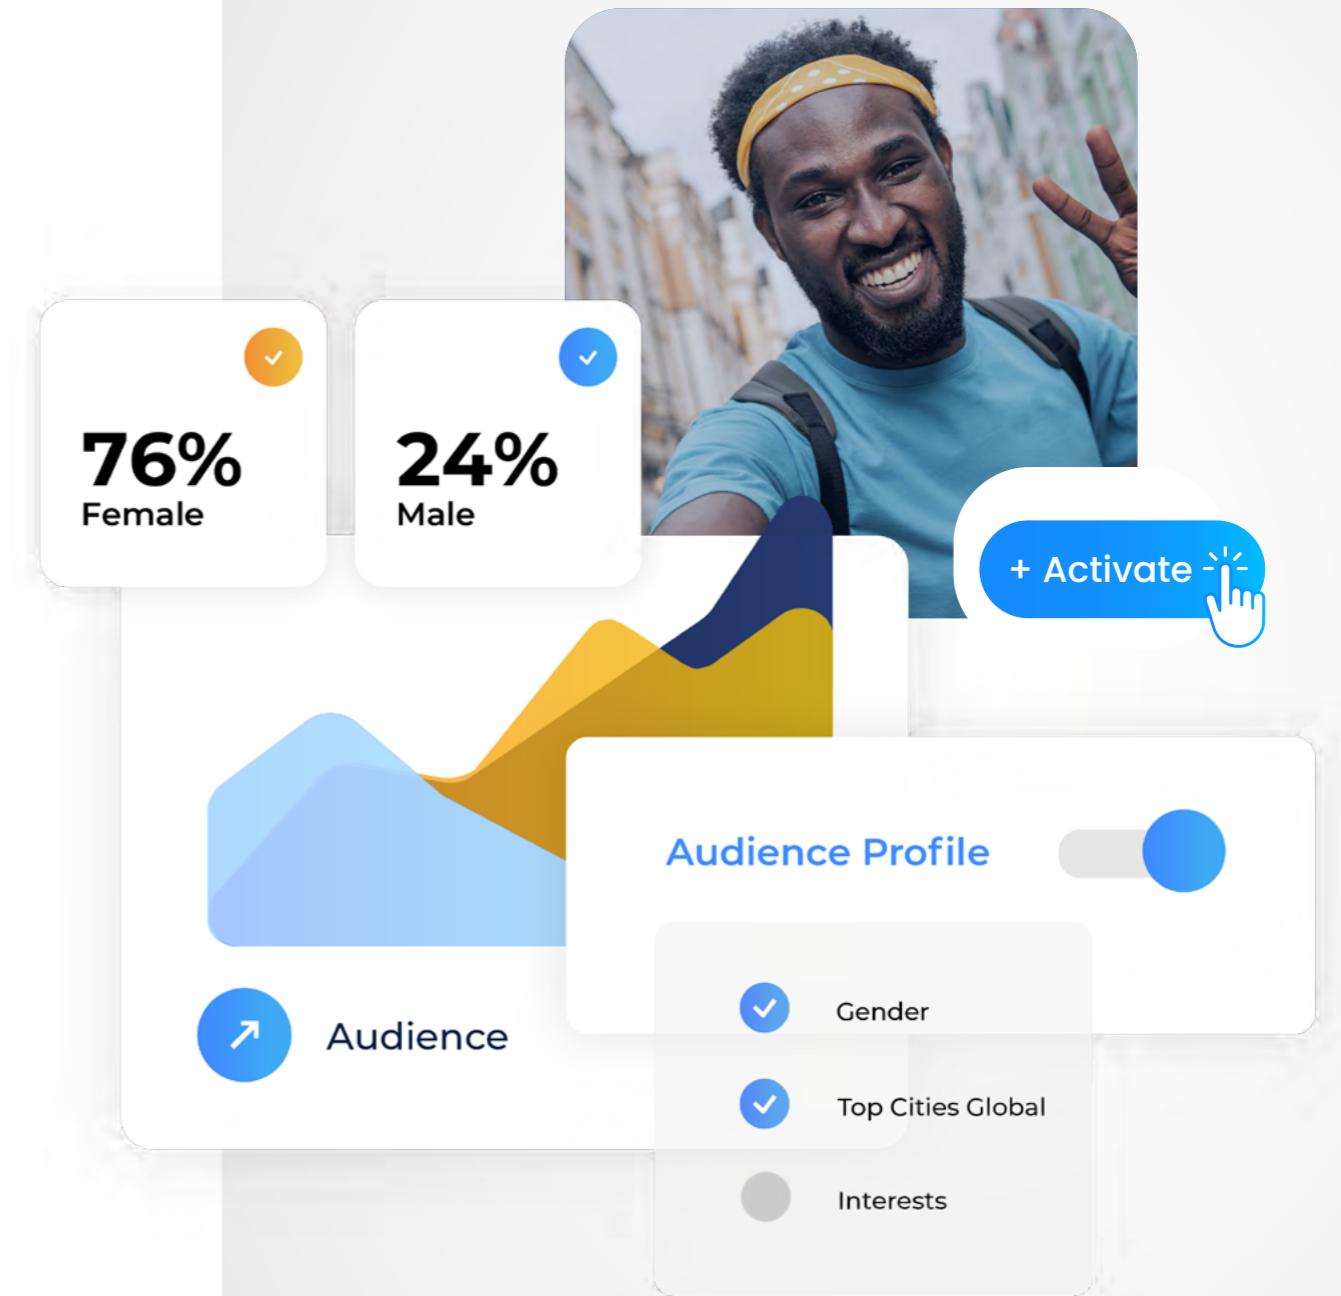 76%
Female
24%
Male
+ Activate
Audience Profile
Gender
Top Cities Global
Interests
Audience